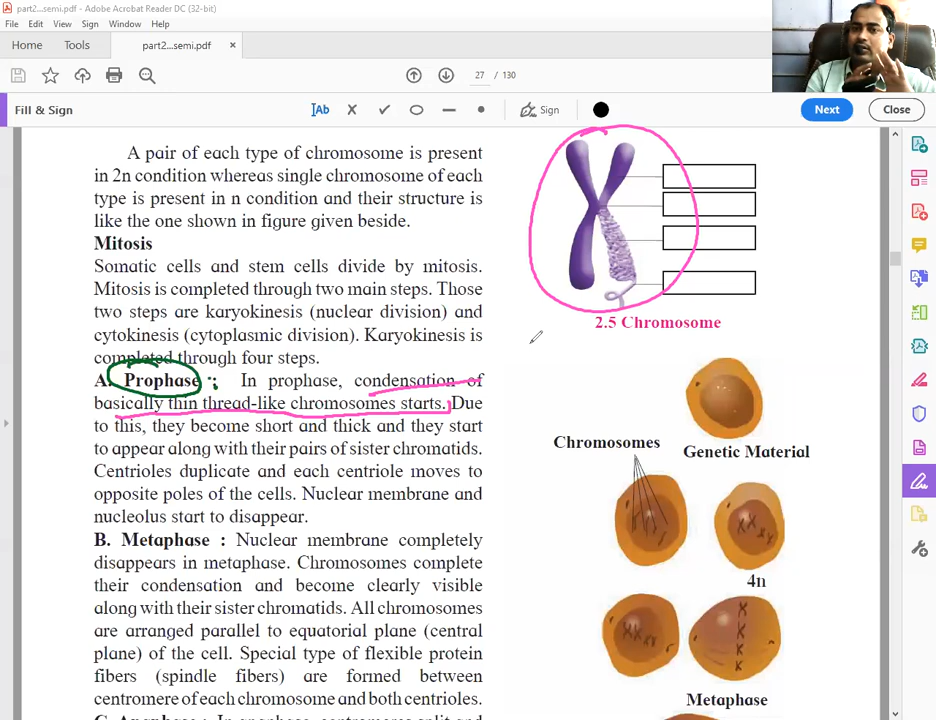 part2...semi.pdf - Adobe Acrobat Reader DC (32-bit)
File Edit View Sign Window Help
Home Tools part2...semi.pdf ×
27 / 130
Fill & Sign Ab Sign Next Close
A pair of each type of chromosome is present
in 2n condition whereas single chromosome of each
type is present in n condition and their structure is
like the one shown in figure given beside.
Mitosis
Somatic cells and stem cells divide by mitosis.
Mitosis is completed through two main steps. Those
two steps are karyokinesis (nuclear division) and
cytokinesis (cytoplasmic division). Karyokinesis is
completed through four steps.
A. Prophase : In prophase, condensation of
basically thin thread-like chromosomes starts. Due
to this, they become short and thick and they start
to appear along with their pairs of sister chromatids.
Centrioles duplicate and each centriole moves to
opposite poles of the cells. Nuclear membrane and
nucleolus start to disappear.
B. Metaphase : Nuclear membrane completely
disappears in metaphase. Chromosomes complete
their condensation and become clearly visible
along with their sister chromatids. All chromosomes
are arranged parallel to equatorial plane (central
plane) of the cell. Special type of flexible protein
fibers (spindle fibers) are formed between
centromere of each chromosome and both centrioles.
C. Anaphase : In anaphase, centromeres split and
2.5 Chromosome
Chromosomes
Genetic Material
4n
Metaphase